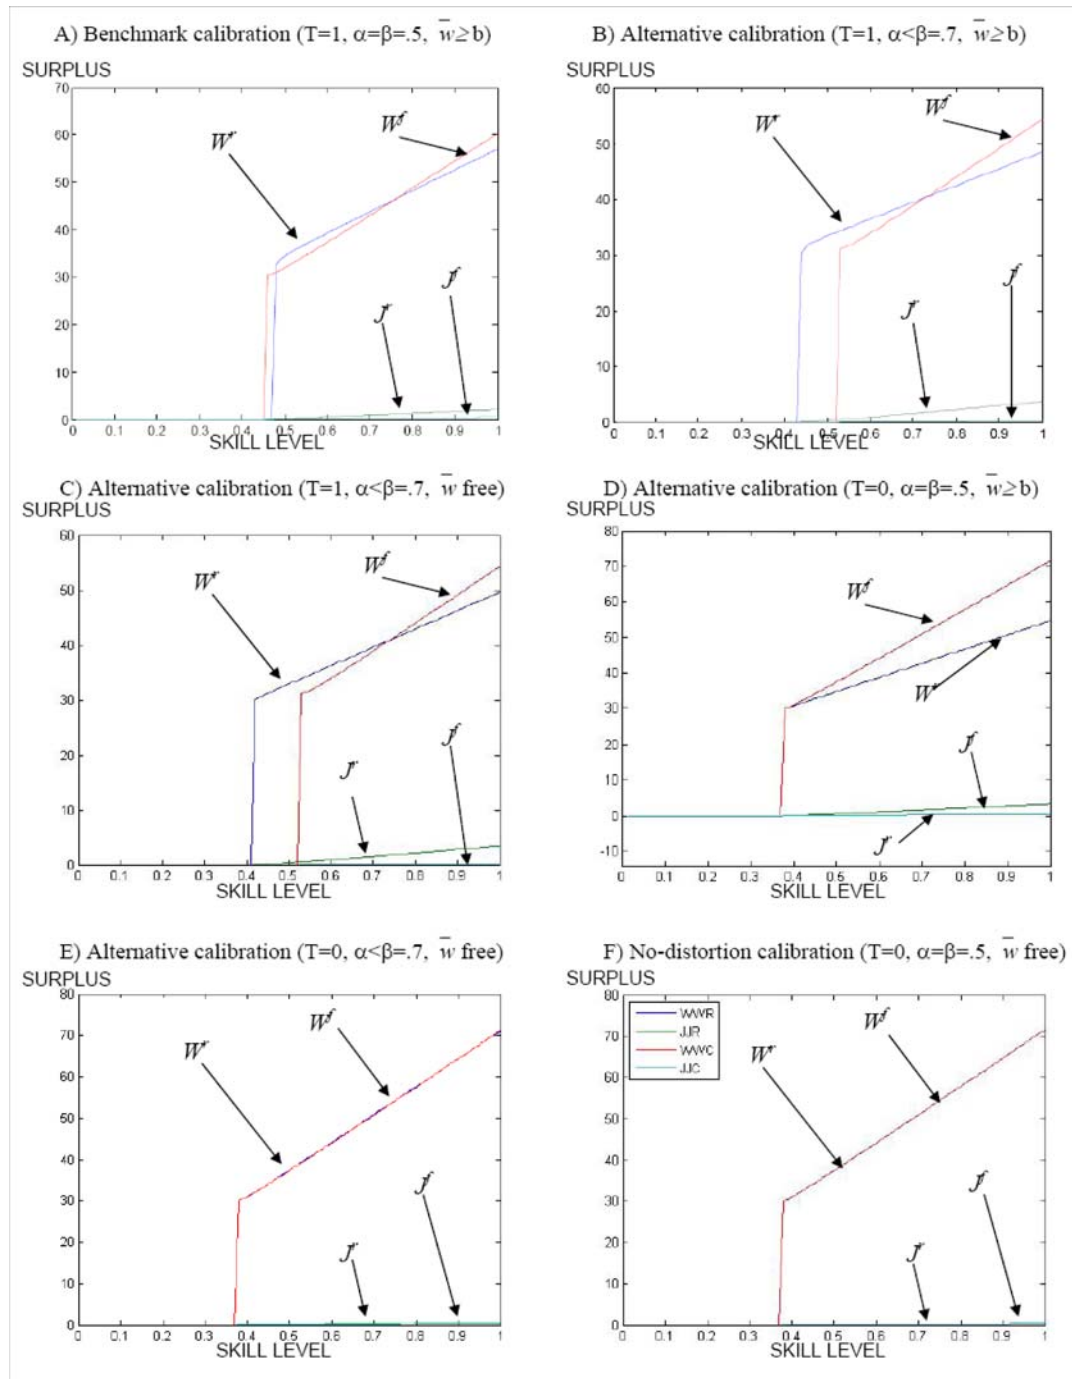 A) Benchmark calibration (T=1, α=β=.5, w̅≥b)
SURPLUS
70
60
50
40
30
20
10
0
0 0.1 0.2 0.3 0.4 0.5 0.6 0.7 0.8 0.9 1
SKILL LEVEL
Wʳ
Wᶠ
Jʳ
Jᶠ
B) Alternative calibration (T=1, α<β=.7, w̅≥b)
SURPLUS
60
50
40
30
20
10
0
0 0.1 0.2 0.3 0.4 0.5 0.6 0.7 0.8 0.9 1
SKILL LEVEL
Wʳ
Wᶠ
Jʳ
Jᶠ
C) Alternative calibration (T=1, α<β=.7, w̅ free)
SURPLUS
60
50
40
30
20
10
0
0 0.1 0.2 0.3 0.4 0.5 0.6 0.7 0.8 0.9 1
SKILL LEVEL
Wʳ
Wᶠ
Jʳ
Jᶠ
D) Alternative calibration (T=0, α=β=.5, w̅≥b)
SURPLUS
80
70
60
50
40
30
20
10
0
-10
0 0.1 0.2 0.3 0.4 0.5 0.6 0.7 0.8 0.9 1
SKILL LEVEL
Wᶠ
Wʳ
Jᶠ
Jʳ
E) Alternative calibration (T=0, α<β=.7, w̅ free)
SURPLUS
80
70
60
50
40
30
20
10
0
0 0.1 0.2 0.3 0.4 0.5 0.6 0.7 0.8 0.9 1
SKILL LEVEL
Wʳ
Wᶠ
Jʳ
Jᶠ
F) No-distortion calibration (T=0, α=β=.5, w̅ free)
SURPLUS
80
70
60
50
40
30
20
10
0
0 0.1 0.2 0.3 0.4 0.5 0.6 0.7 0.8 0.9 1
SKILL LEVEL
WWR
JJR
WWC
JJC
Wʳ
Wᶠ
Jʳ
Jᶠ